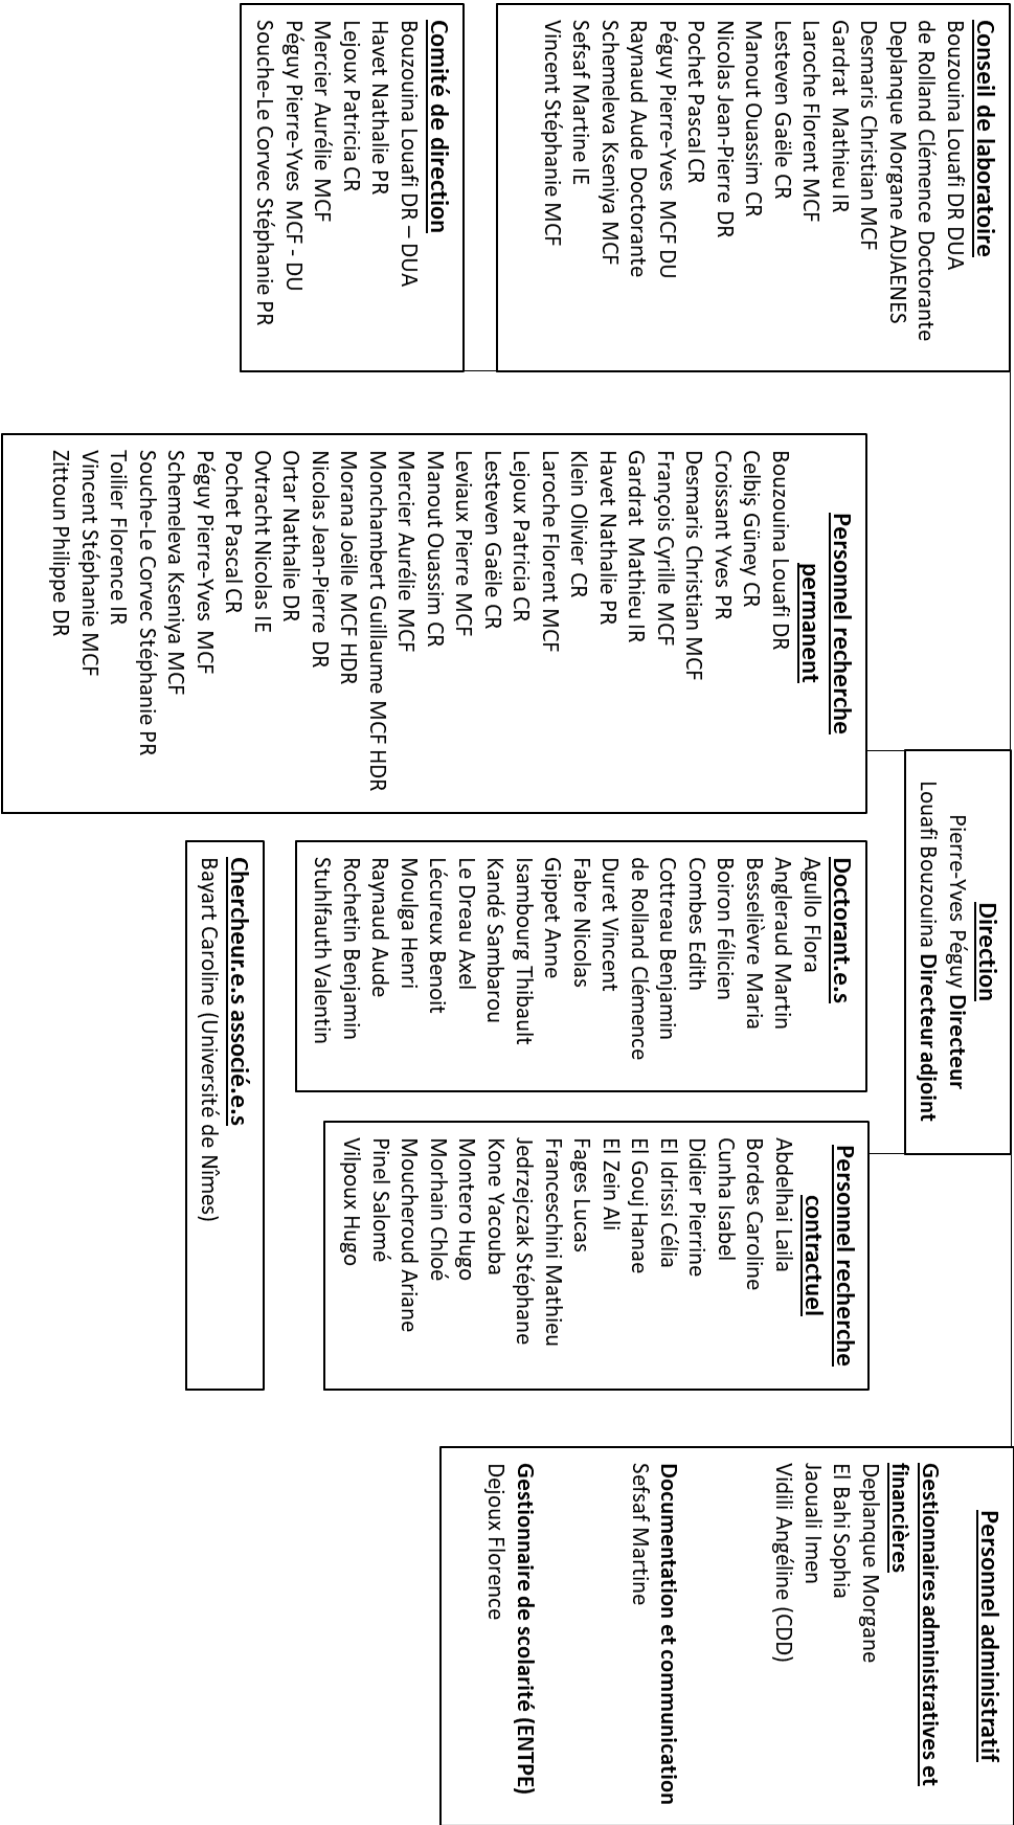 Direction
Pierre-Yves Péguy Directeur
Louafi Bouzouina Directeur adjoint
Conseil de laboratoire
Bouzouina Louafi DR DUA
de Rolland Clémence Doctorante
Deplanque Morgane ADJAENES
Desmaris Christian MCF
Gardrat Mathieu IR
Laroche Florent MCF
Lesteven Gaële CR
Manout Ouassim CR
Nicolas Jean-Pierre DR
Pochet Pascal CR
Péguy Pierre-Yves MCF DU
Raynaud Aude Doctorante
Schemeleva Kseniya MCF
Sefsaf Martine IE
Vincent Stéphanie MCF
Comité de direction
Bouzouina Louafi DR – DUA
Havet Nathalie PR
Lejoux Patricia CR
Mercier Aurélie MCF
Péguy Pierre-Yves MCF - DU
Souche-Le Corvec Stéphanie PR
Personnel recherche
permanent
Bouzouina Louafi DR
Celbiş Güney CR
Croissant Yves PR
Desmaris Christian MCF
François Cyrille MCF
Gardrat Mathieu IR
Havet Nathalie PR
Klein Olivier CR
Laroche Florent MCF
Lejoux Patricia CR
Lesteven Gaële CR
Leviaux Pierre MCF
Manout Ouassim CR
Mercier Aurélie MCF
Monchambert Guillaume MCF HDR
Morana Joëlle MCF HDR
Nicolas Jean-Pierre DR
Ortar Nathalie DR
Ovtracht Nicolas IE
Pochet Pascal CR
Péguy Pierre-Yves MCF
Schemeleva Kseniya MCF
Souche-Le Corvec Stéphanie PR
Toilier Florence IR
Vincent Stéphanie MCF
Zittoun Philippe DR
Doctorant.e.s
Agullo Flora
Angleraud Martin
Besselièvre Maria
Boiron Félicien
Combes Edith
Cottreau Benjamin
de Rolland Clémence
Duret Vincent
Fabre Nicolas
Gippet Anne
Isambourg Thibault
Kandé Sambarou
Le Dreau Axel
Lécureux Benoit
Moulga Henri
Raynaud Aude
Rochetin Benjamin
Stuhlfauth Valentin
Chercheur.e.s associé.e.s
Bayart Caroline (Université de Nîmes)
Personnel recherche
contractuel
Abdelhai Laila
Bordes Caroline
Cunha Isabel
Didier Pierrine
El Idrissi Célia
El Gouj Hanae
El Zein Ali
Fages Lucas
Franceschini Mathieu
Jedrzejczak Stéphane
Kone Yacouba
Montero Hugo
Morhain Chloé
Moucheroud Ariane
Pinel Salomé
Vilpoux Hugo
Personnel administratif
Gestionnaires administratives et
financières
Deplanque Morgane
El Bahi Sophia
Jaouali Imen
Vidili Angéline (CDD)
Documentation et communication
Sefsaf Martine
Gestionnaire de scolarité (ENTPE)
Dejoux Florence